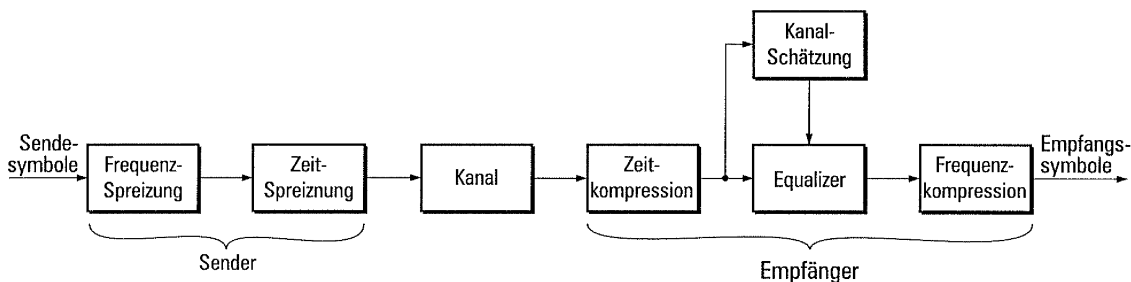 Kanal-
Schätzung
Sende-
symbole
Frequenz-
Spreizung
Zeit-
Spreiznung
Kanal
Zeit-
kompression
Equalizer
Frequenz-
kompression
Empfangs-
symbole
Sender
Empfänger